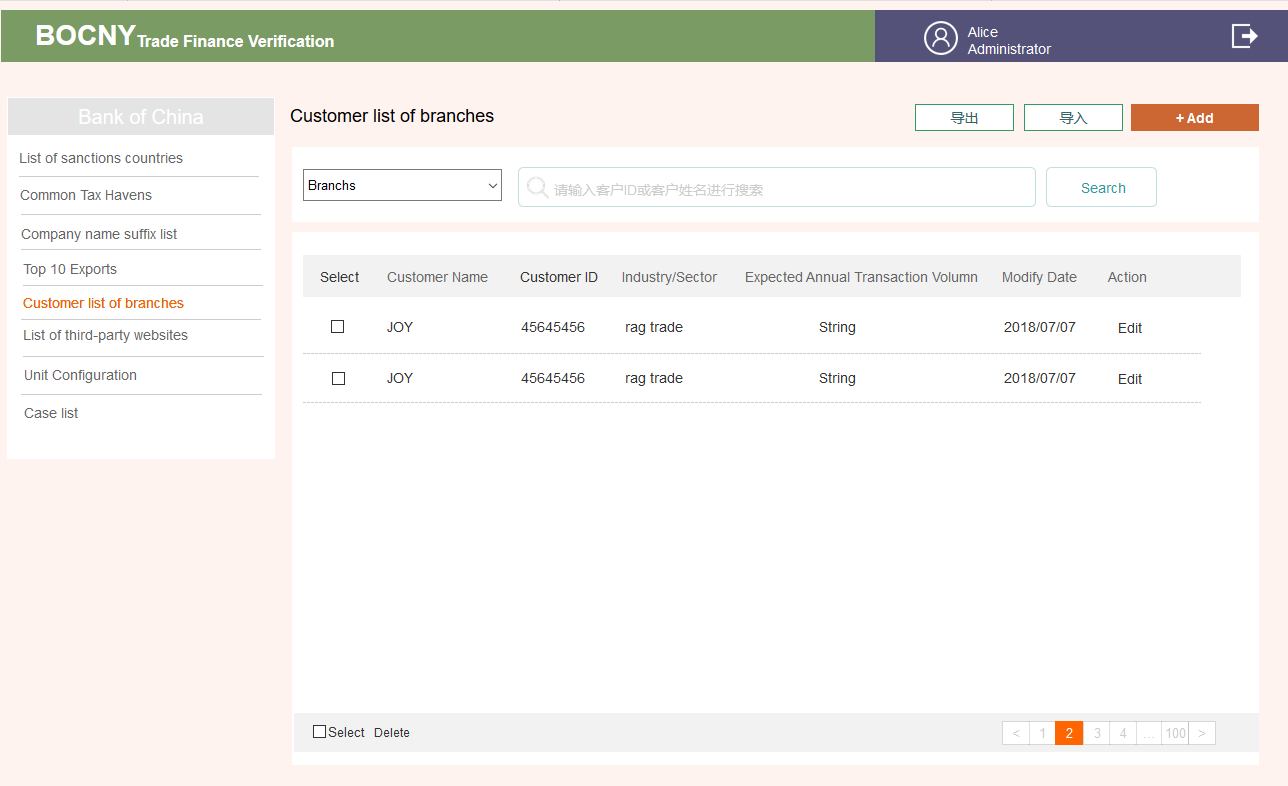 BOCNY Trade Finance Verification
Alice
Administrator
Bank of China
List of sanctions countries
Common Tax Havens
Company name suffix list
Top 10 Exports
Customer list of branches
List of third-party websites
Unit Configuration
Case list
Customer list of branches
导出
导入
+ Add
Branchs
请输入客户ID或客户姓名进行搜索
Search
Select Customer Name Customer ID Industry/Sector Expected Annual Transaction Volumn Modify Date Action
JOY 45645456 rag trade String 2018/07/07 Edit
JOY 45645456 rag trade String 2018/07/07 Edit
Select Delete
< 1 2 3 4 ... 100 >